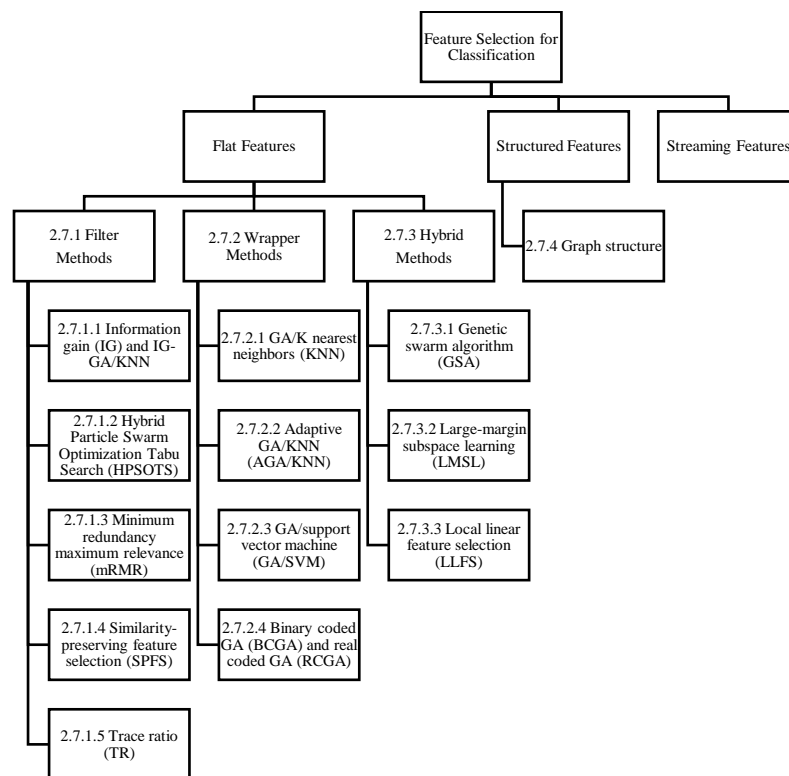 Feature Selection for
Classification
Flat Features
Structured Features
Streaming Features
2.7.1 Filter
Methods
2.7.2 Wrapper
Methods
2.7.3 Hybrid
Methods
2.7.4 Graph structure
2.7.1.1 Information
gain (IG) and IG-
GA/KNN
2.7.1.2 Hybrid
Particle Swarm
Optimization Tabu
Search (HPSOTS)
2.7.1.3 Minimum
redundancy
maximum relevance
(mRMR)
2.7.1.4 Similarity-
preserving feature
selection (SPFS)
2.7.1.5 Trace ratio
(TR)
2.7.2.1 GA/K nearest
neighbors (KNN)
2.7.2.2 Adaptive
GA/KNN
(AGA/KNN)
2.7.2.3 GA/support
vector machine
(GA/SVM)
2.7.2.4 Binary coded
GA (BCGA) and real
coded GA (RCGA)
2.7.3.1 Genetic
swarm algorithm
(GSA)
2.7.3.2 Large-margin
subspace learning
(LMSL)
2.7.3.3 Local linear
feature selection
(LLFS)